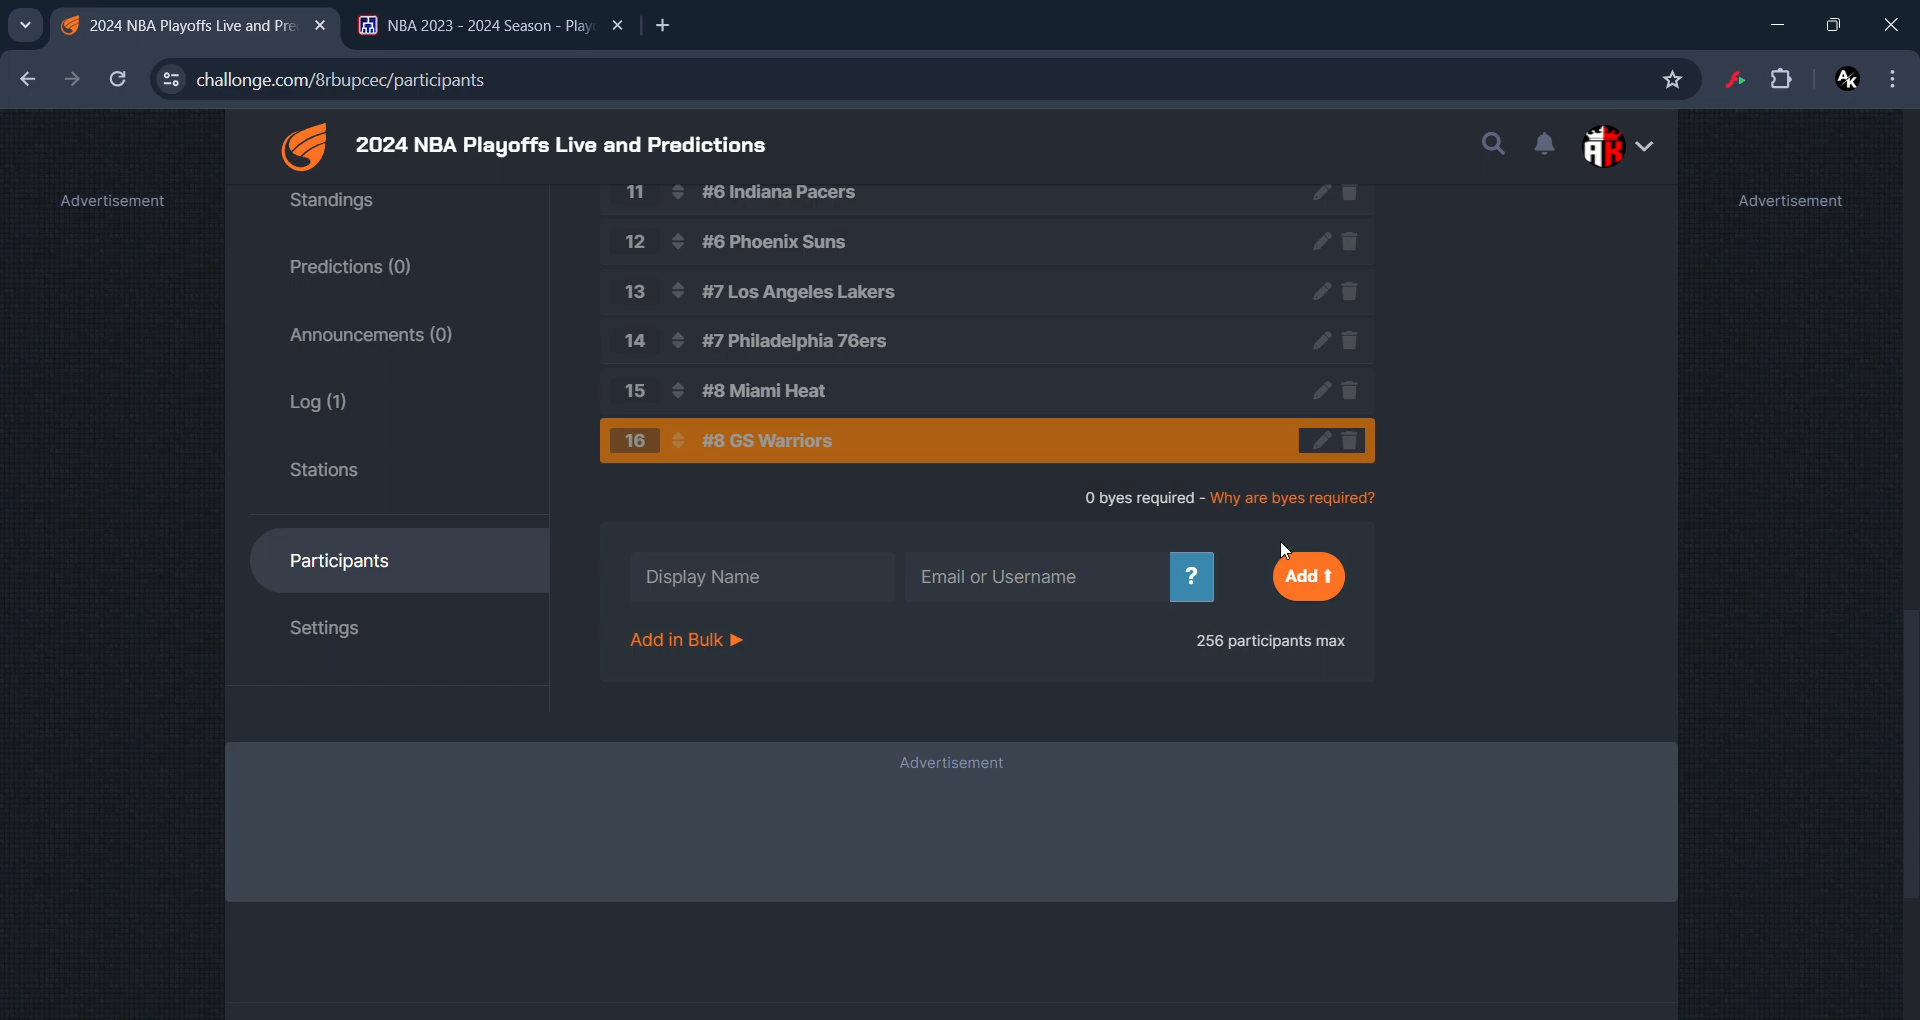 2024 NBA Playoffs Live and Pre
NBA 2023 - 2024 Season - Play
challonge.com/8rbupcec/participants
2024 NBA Playoffs Live and Predictions
Advertisement
Advertisement
Standings
Predictions (0)
Announcements (0)
Log (1)
Stations
Participants
Settings
11 #6 Indiana Pacers
12 #6 Phoenix Suns
13 #7 Los Angeles Lakers
14 #7 Philadelphia 76ers
15 #8 Miami Heat
16 #8 GS Warriors
0 byes required - Why are byes required?
Display Name Email or Username ? Add ⬆
Add in Bulk ▶ 256 participants max
Advertisement